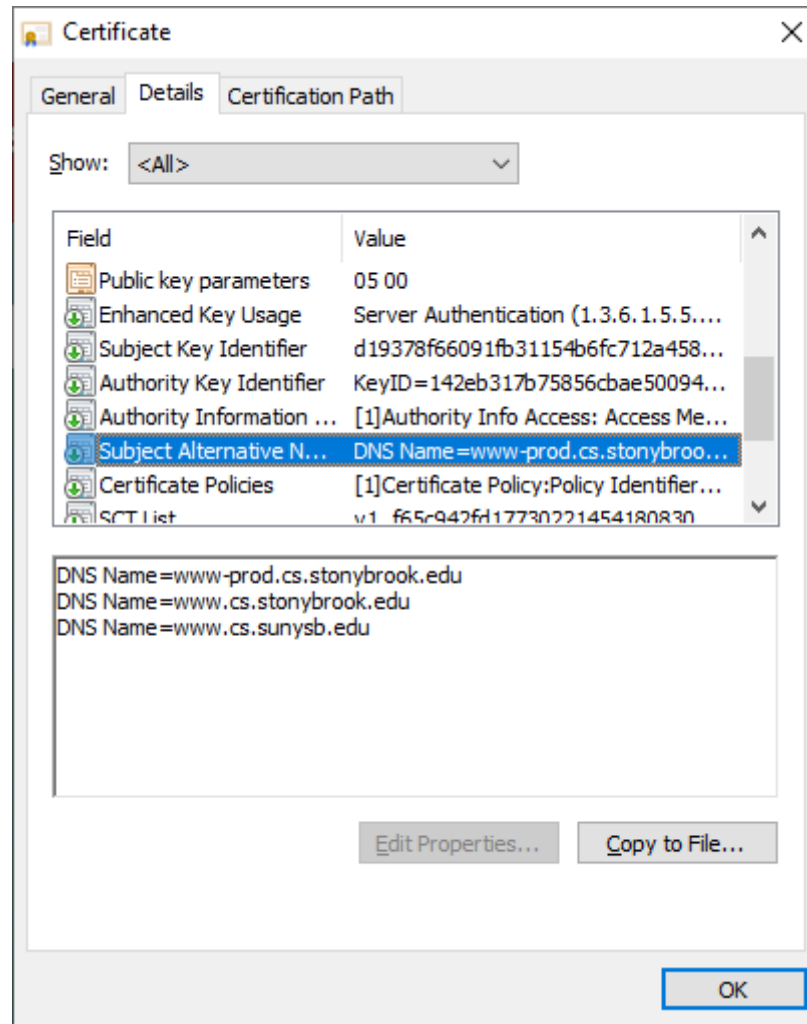 Certificate
General Details Certification Path
Show: <All>
Field Value
Public key parameters 05 00
Enhanced Key Usage Server Authentication (1.3.6.1.5.5....
Subject Key Identifier d19378f66091fb31154b6fc712a458...
Authority Key Identifier KeyID=142eb317b75856cbae50094...
Authority Information ... [1]Authority Info Access: Access Me...
Subject Alternative N... DNS Name=www-prod.cs.stonybroo...
Certificate Policies [1]Certificate Policy:Policy Identifier...
SCT List v1, f65c942fd17730221454180830
DNS Name=www-prod.cs.stonybrook.edu
DNS Name=www.cs.stonybrook.edu
DNS Name=www.cs.sunysb.edu
Edit Properties... Copy to File...
OK